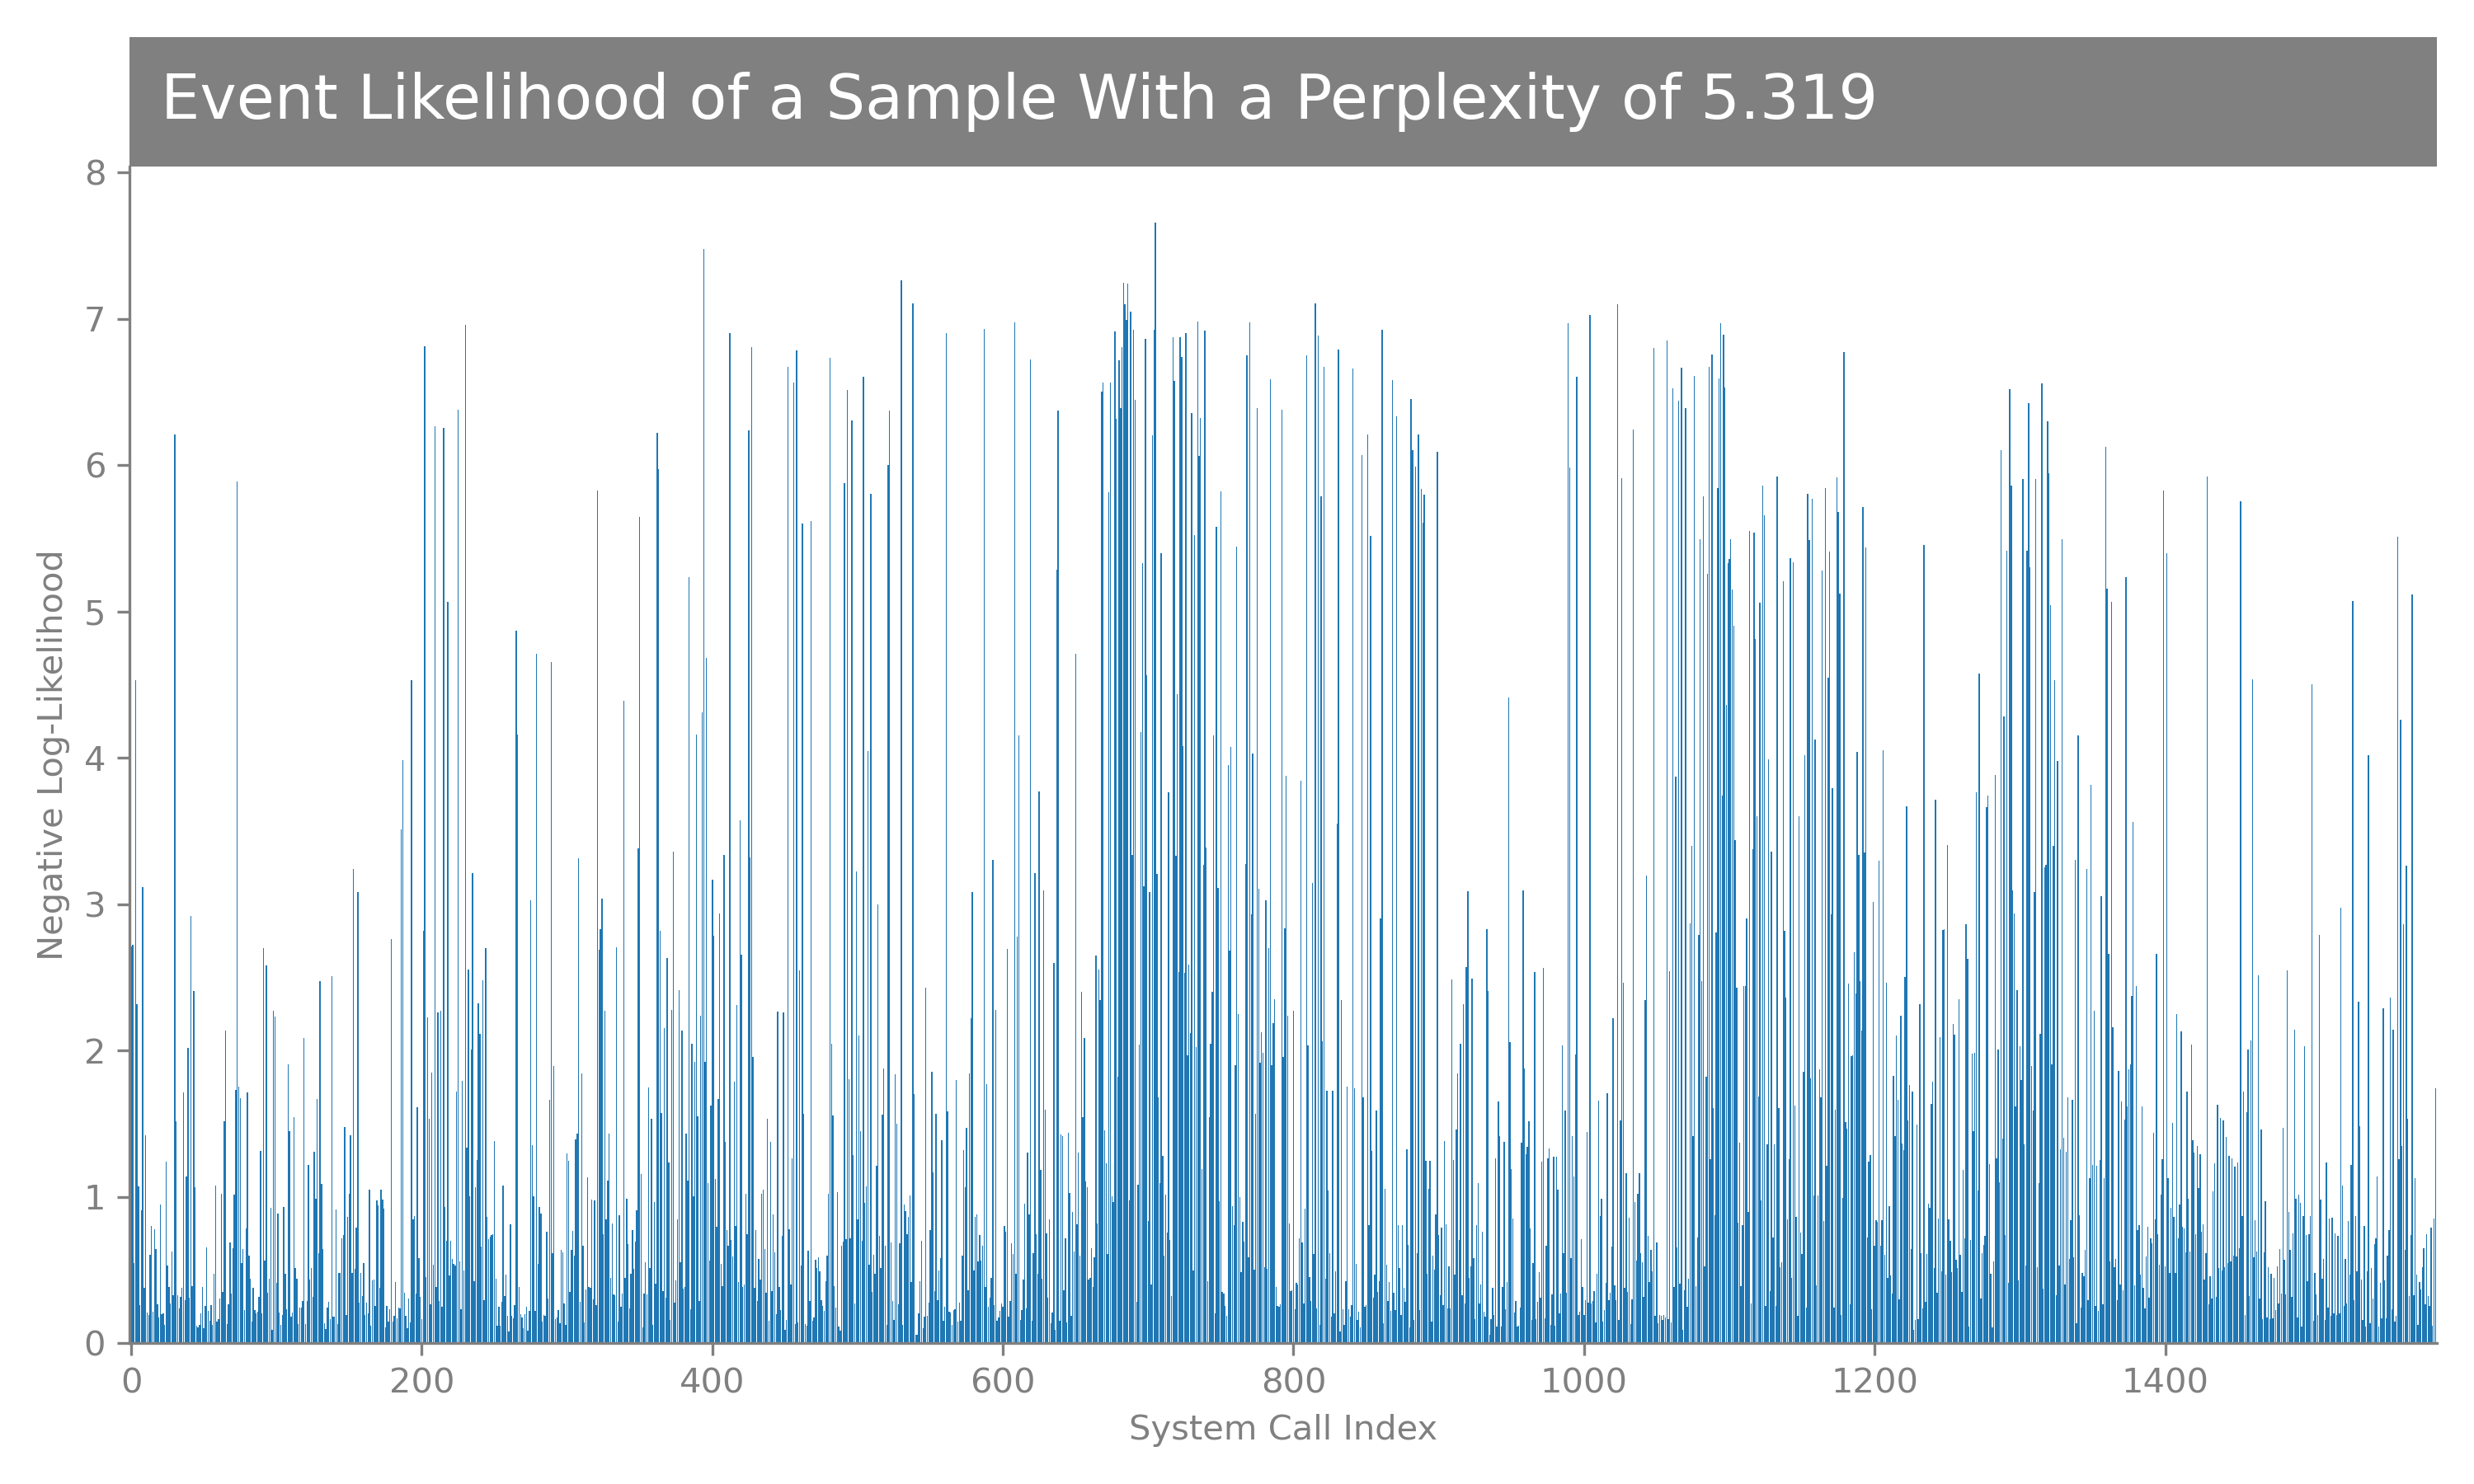 Event Likelihood of a Sample With a Perplexity of 5.319
8
7
6
5
4
3
2
1
0
Negative Log-Likelihood
0 200 400 600 800 1000 1200 1400
System Call Index